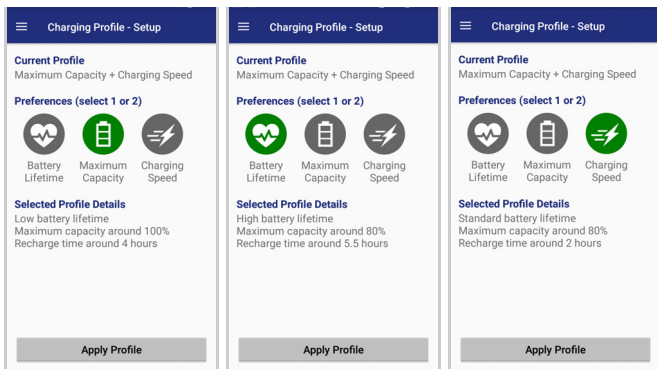 Charging Profile - Setup
Current Profile
Maximum Capacity + Charging Speed
Preferences (select 1 or 2)
Battery Lifetime
Maximum Capacity
Charging Speed
Selected Profile Details
Low battery lifetime
Maximum capacity around 100%
Recharge time around 4 hours
Apply Profile
Charging Profile - Setup
Current Profile
Maximum Capacity + Charging Speed
Preferences (select 1 or 2)
Battery Lifetime
Maximum Capacity
Charging Speed
Selected Profile Details
High battery lifetime
Maximum capacity around 80%
Recharge time around 5.5 hours
Apply Profile
Charging Profile - Setup
Current Profile
Maximum Capacity + Charging Speed
Preferences (select 1 or 2)
Battery Lifetime
Maximum Capacity
Charging Speed
Selected Profile Details
Standard battery lifetime
Maximum capacity around 80%
Recharge time around 2 hours
Apply Profile